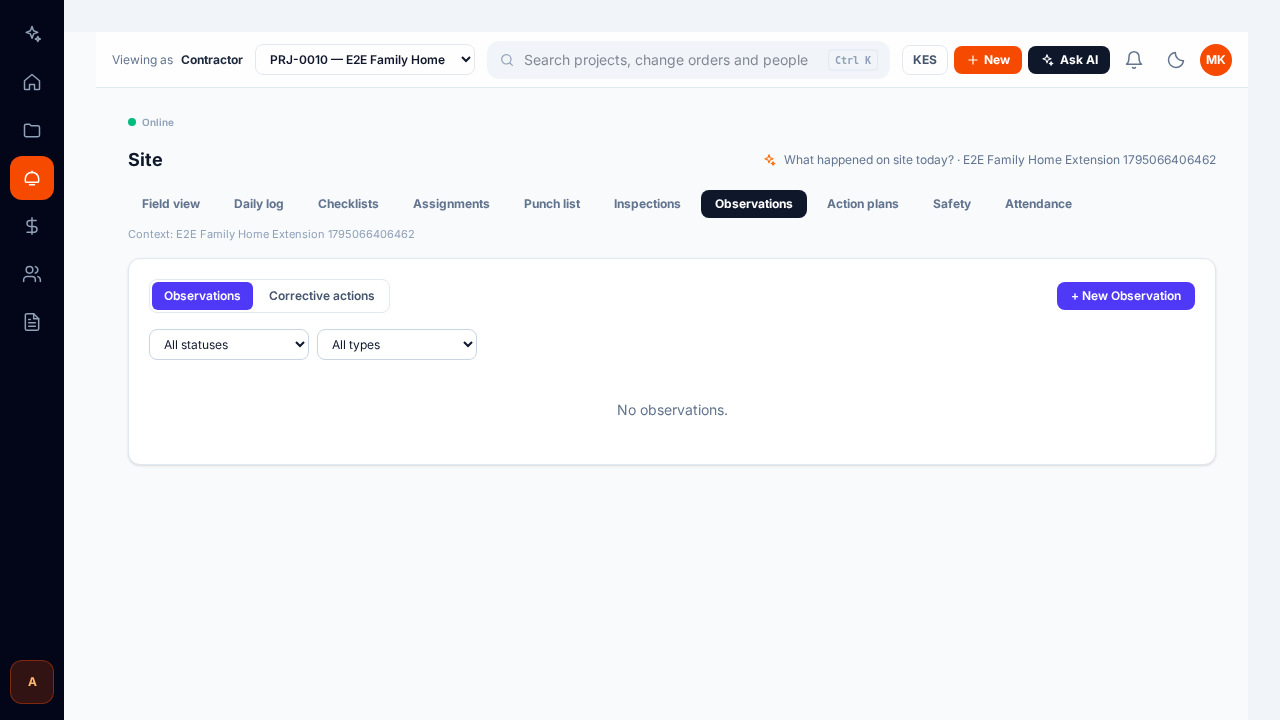 Viewing as Contractor PRJ-0010 — E2E Family Home Search projects, change orders and people Ctrl K KES + New Ask AI MK
Online
Site
What happened on site today? · E2E Family Home Extension 1795066406462
Field view Daily log Checklists Assignments Punch list Inspections Observations Action plans Safety Attendance
Context: E2E Family Home Extension 1795066406462
Observations Corrective actions + New Observation
All statuses All types
No observations.
A